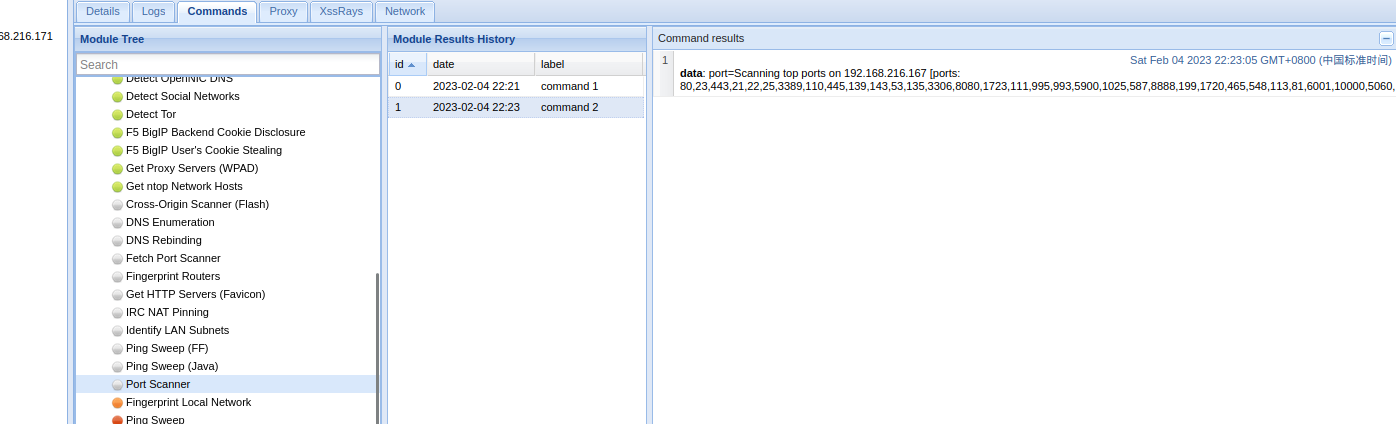 Details Logs Commands Proxy XssRays Network
68.216.171
Module Tree
Search
Detect OpenNIC DNS
Detect Social Networks
Detect Tor
F5 BigIP Backend Cookie Disclosure
F5 BigIP User's Cookie Stealing
Get Proxy Servers (WPAD)
Get ntop Network Hosts
Cross-Origin Scanner (Flash)
DNS Enumeration
DNS Rebinding
Fetch Port Scanner
Fingerprint Routers
Get HTTP Servers (Favicon)
IRC NAT Pinning
Identify LAN Subnets
Ping Sweep (FF)
Ping Sweep (Java)
Port Scanner
Fingerprint Local Network
Ping Sweep
Module Results History
id date label
0 2023-02-04 22:21 command 1
1 2023-02-04 22:23 command 2
Command results
1 Sat Feb 04 2023 22:23:05 GMT+0800 (中国标准时间)
data: port=Scanning top ports on 192.168.216.167 [ports:
80,23,443,21,22,25,3389,110,445,139,143,53,135,3306,8080,1723,111,995,993,5900,1025,587,8888,199,1720,465,548,113,81,6001,10000,5060,